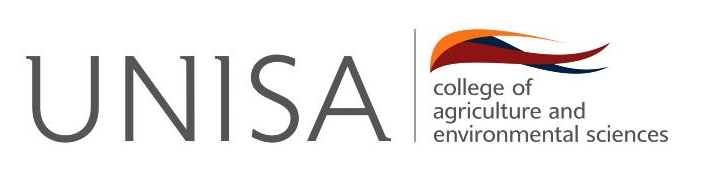 UNISA
college of
agriculture and
environmental sciences